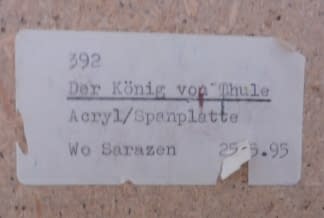 392
Der König von Thule
Acryl/Spanplatte
Wo Sarazen 25.5.95